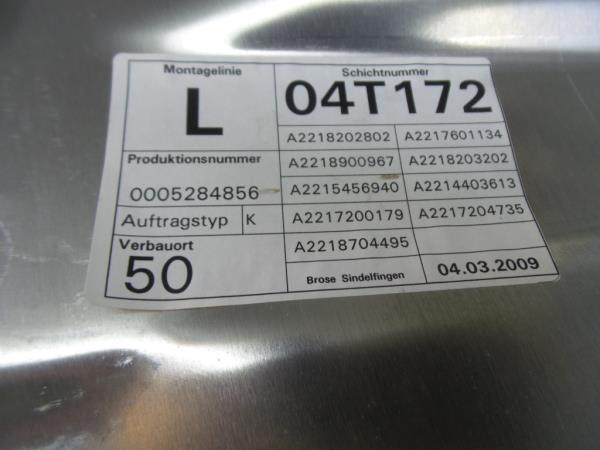 Montagelinie
L
Schichtnummer
04T172
A2218202802 A2217601134
Produktionsnummer
0005284856
A2218900967 A2218203202
A2215456940 A2214403613
Auftragstyp K
A2217200179 A2217204735
Verbauort
50
A2218704495
Brose Sindelfingen 04.03.2009